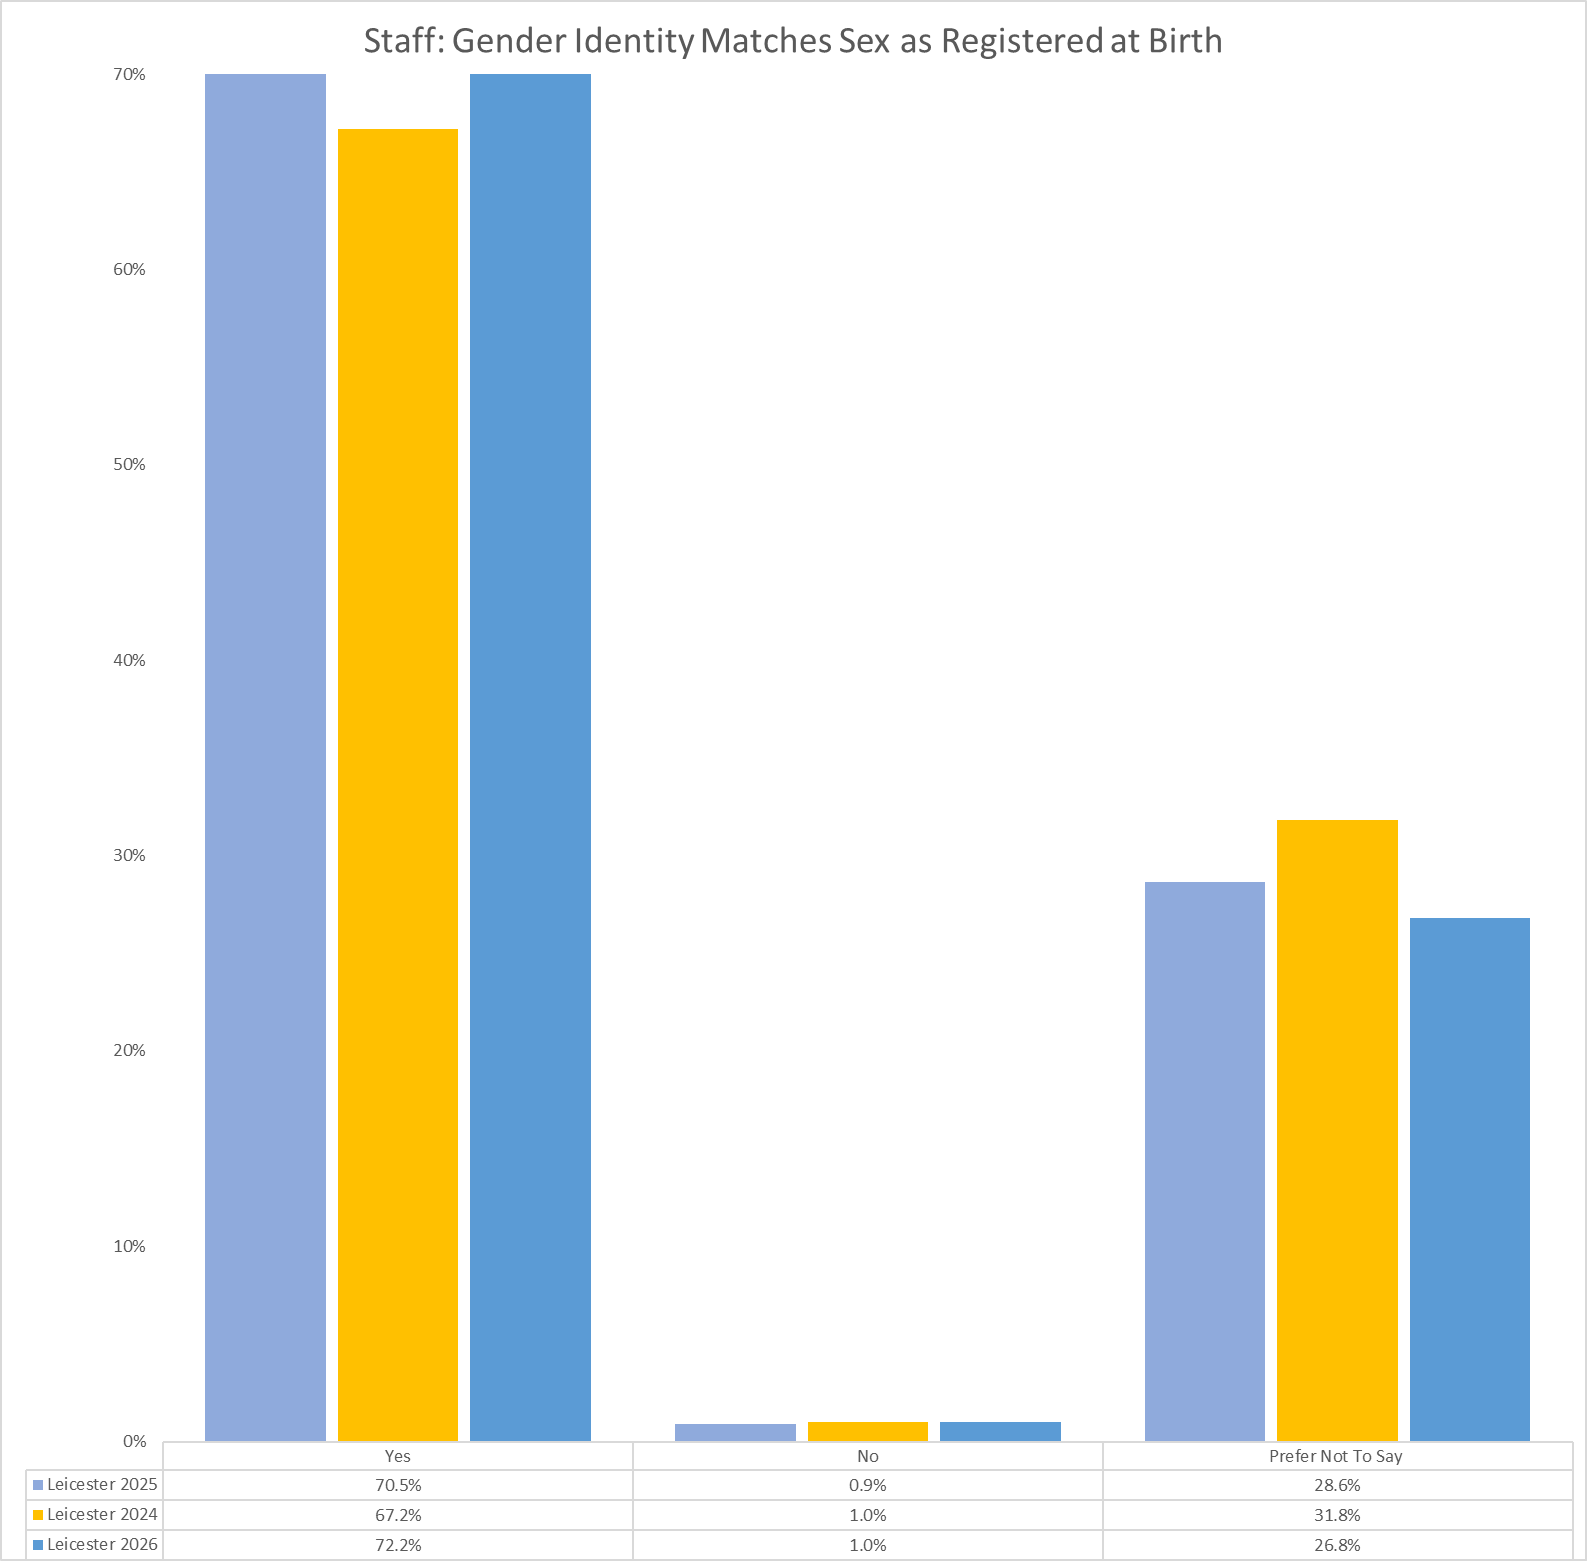 Staff: Gender Identity Matches Sex as Registered at Birth
70%
60%
50%
40%
30%
20%
10%
0%
Yes No Prefer Not To Say
Leicester 2025 70.5% 0.9% 28.6%
Leicester 2024 67.2% 1.0% 31.8%
Leicester 2026 72.2% 1.0% 26.8%